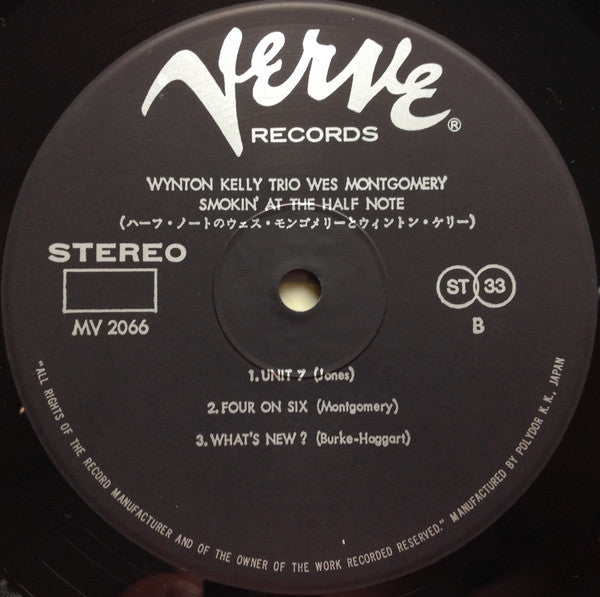 Verve ®
RECORDS
WYNTON KELLY TRIO WES MONTGOMERY
SMOKIN' AT THE HALF NOTE
(ハーフ・ノートのウェス・モンゴメリーとウィントン・ケリー)
STEREO
MV 2066
ST 33
B
1. UNIT 7 (Jones)
2. FOUR ON SIX (Montgomery)
3. WHAT'S NEW? (Burke-Haggart)
"ALL RIGHTS OF THE RECORD MANUFACTURER AND OF THE OWNER OF THE WORK RECORDED RESERVED." MANUFACTURED BY POLYDOR K. K. JAPAN